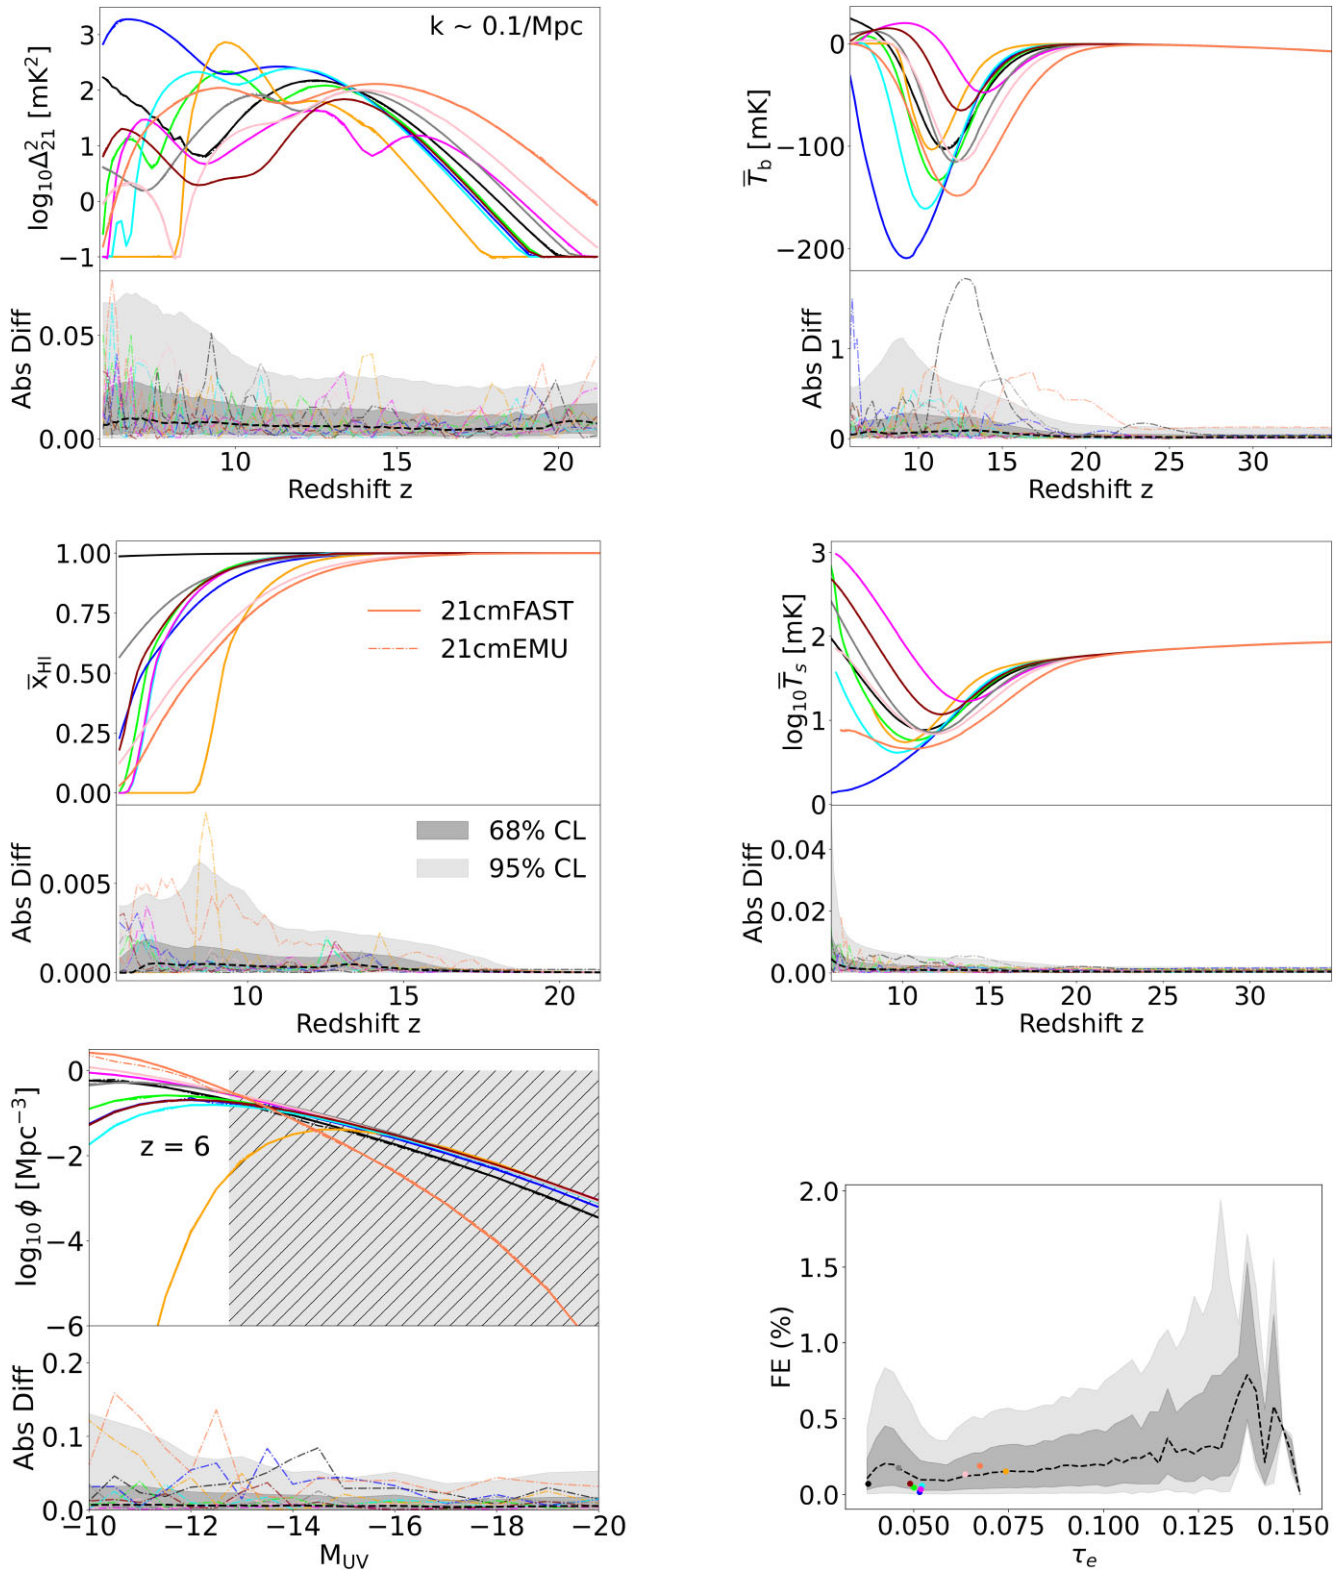 k ~ 0.1/Mpc
log₁₀Δ²₂₁ [mK²]
3
2
1
0
−1
Abs Diff
0.05
0.00
10
15
20
Redshift z
T̅b [mK]
0
−100
−200
Abs Diff
1
0
10
15
20
25
30
Redshift z
x̅HI
1.00
0.75
0.50
0.25
0.00
21cmFAST
21cmEMU
Abs Diff
0.005
0.000
68% CL
95% CL
10
15
20
Redshift z
log₁₀T̅s [mK]
3
2
1
0
Abs Diff
0.04
0.02
0.00
10
15
20
25
30
Redshift z
log₁₀ ϕ [Mpc⁻³]
0
−2
−4
−6
z = 6
Abs Diff
0.2
0.1
0.0
−10
−12
−14
−16
−18
−20
MUV
FE (%)
2.0
1.5
1.0
0.5
0.0
0.050
0.075
0.100
0.125
0.150
τe